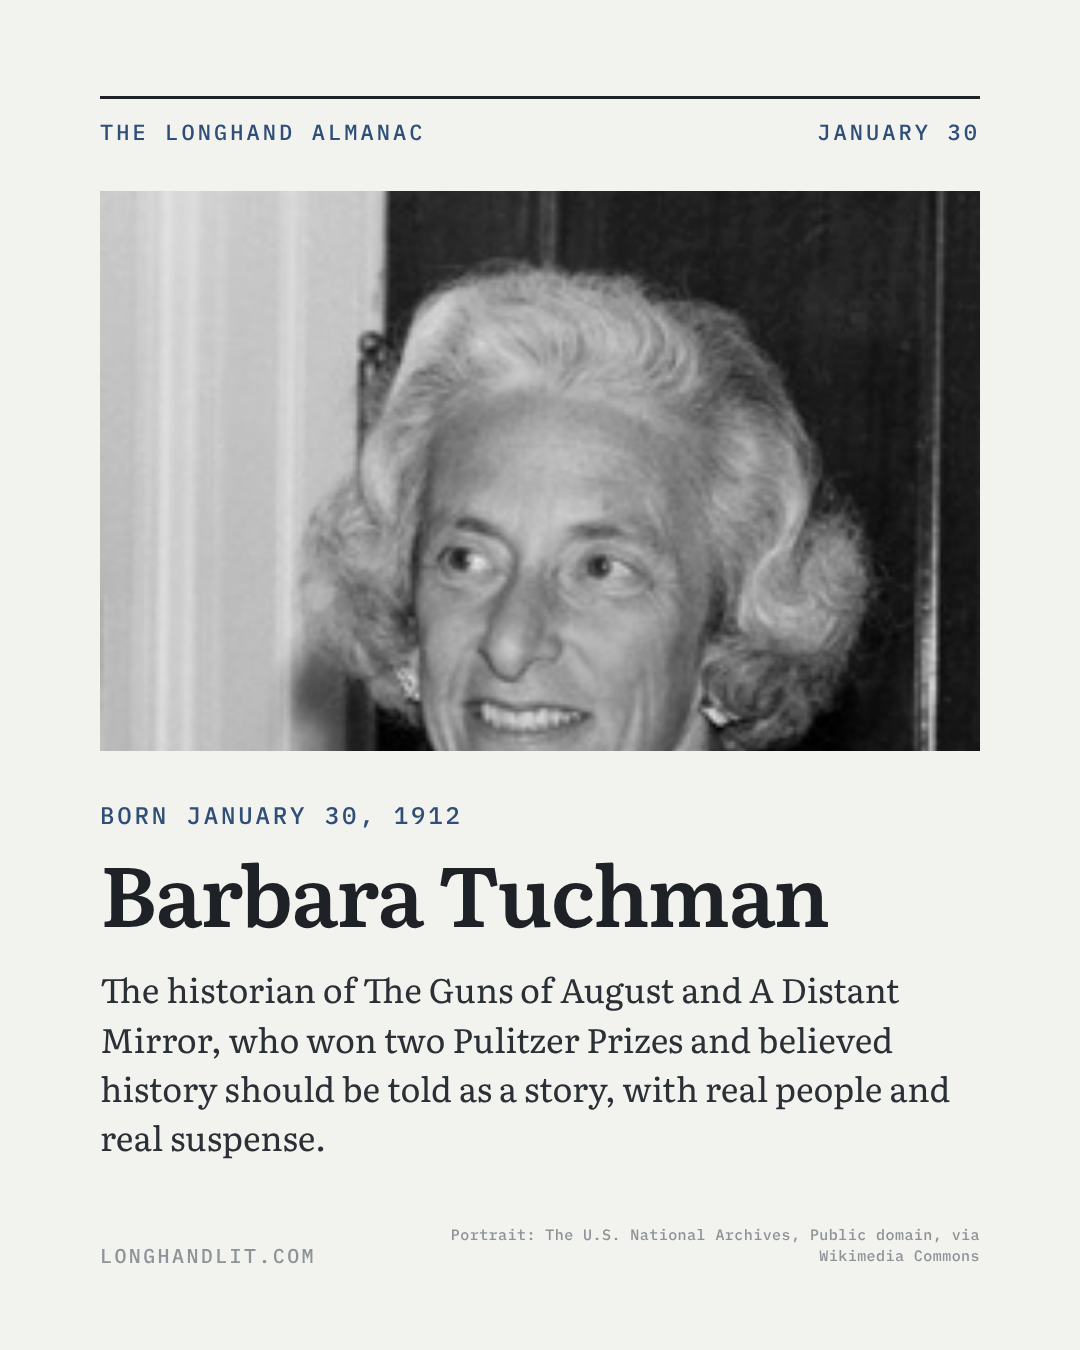 THE LONGHAND ALMANAC
JANUARY 30
BORN JANUARY 30, 1912
Barbara Tuchman
The historian of The Guns of August and A Distant
Mirror, who won two Pulitzer Prizes and believed
history should be told as a story, with real people and
real suspense.
LONGHANDLIT.COM
Portrait: The U.S. National Archives, Public domain, via
Wikimedia Commons